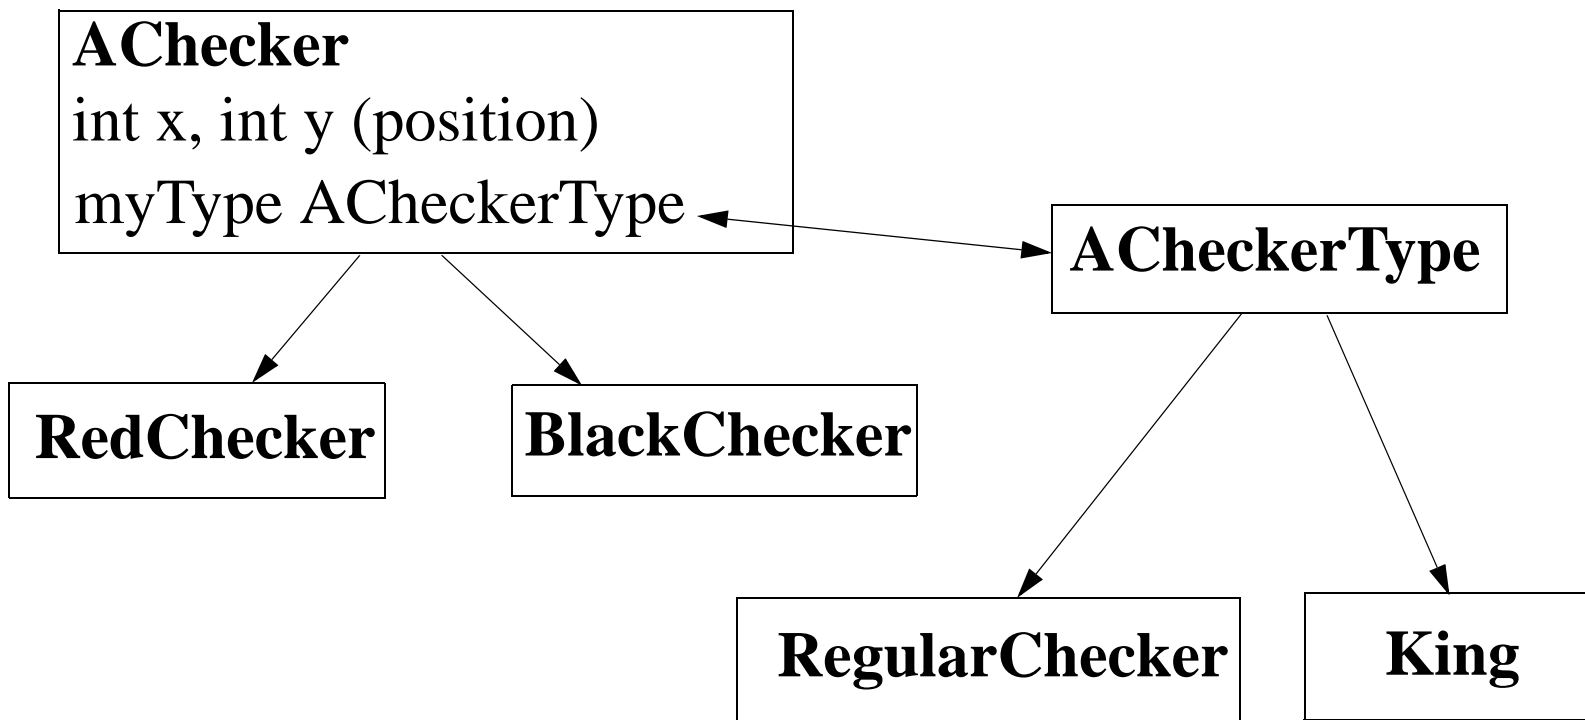 AChecker
int x, int y (position)
myType ACheckerType
ACheckerType
RedChecker
BlackChecker
RegularChecker
King